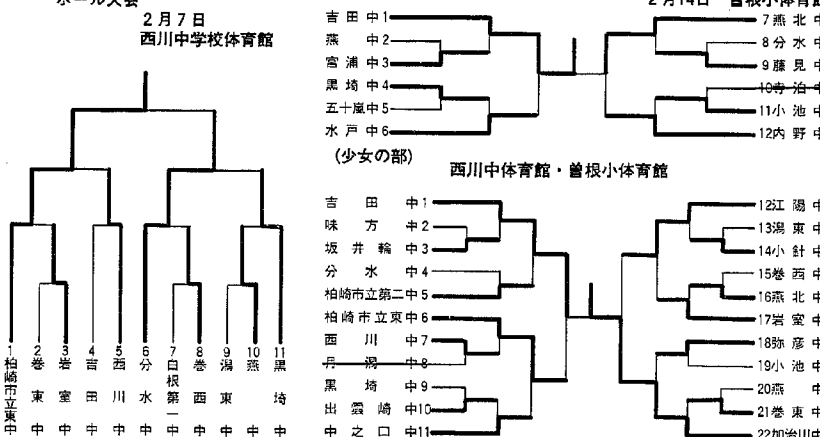 ボール大会
2月7日
西川中学校体育館
1柏崎市立東中
2巻東中
3岩室中
4吉田中
5西川中
6分水中
7白根第一中
8巻西中
9潟東中
10燕中
11黒埼中
2月14日 曽根小体育館
吉田中1
燕中2
宮浦中3
黒埼中4
五十嵐中5
水戸中6
7燕北中
8分水中
9藤見中
10寺泊中
11小池中
12内野中
(少女の部)
西川中体育館・曽根小体育館
吉田中1
味方中2
坂井輪中3
分水中4
柏崎市立第二中5
柏崎市立東中6
西川中7
月潟中8
黒埼中9
出雲崎中10
中之口中11
12江陽中
13潟東中
14小針中
15巻西中
16燕北中
17岩室中
18弥彦中
19小池中
20燕中
21巻東中
22加治川中